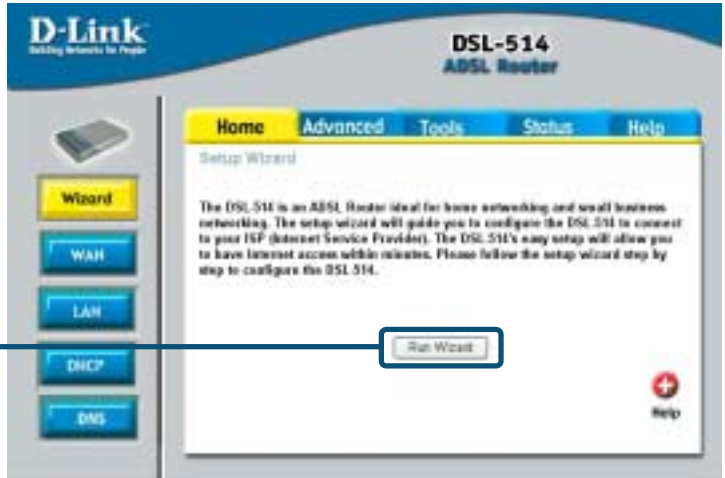 D-Link
Building Networks for People
DSL-514
ADSL Router
Home Advanced Tools Status Help
Setup Wizard
Wizard
WAN
LAN
DHCP
DNS
The DSL-514 is an ADSL Router ideal for home networking and small business
networking. The setup wizard will guide you to configure the DSL-514 to connect
to your ISP (Internet Service Provider). The DSL-514's easy setup will allow you
to have Internet access within minutes. Please follow the setup wizard step by
step to configure the DSL-514.
Run Wizard
Help